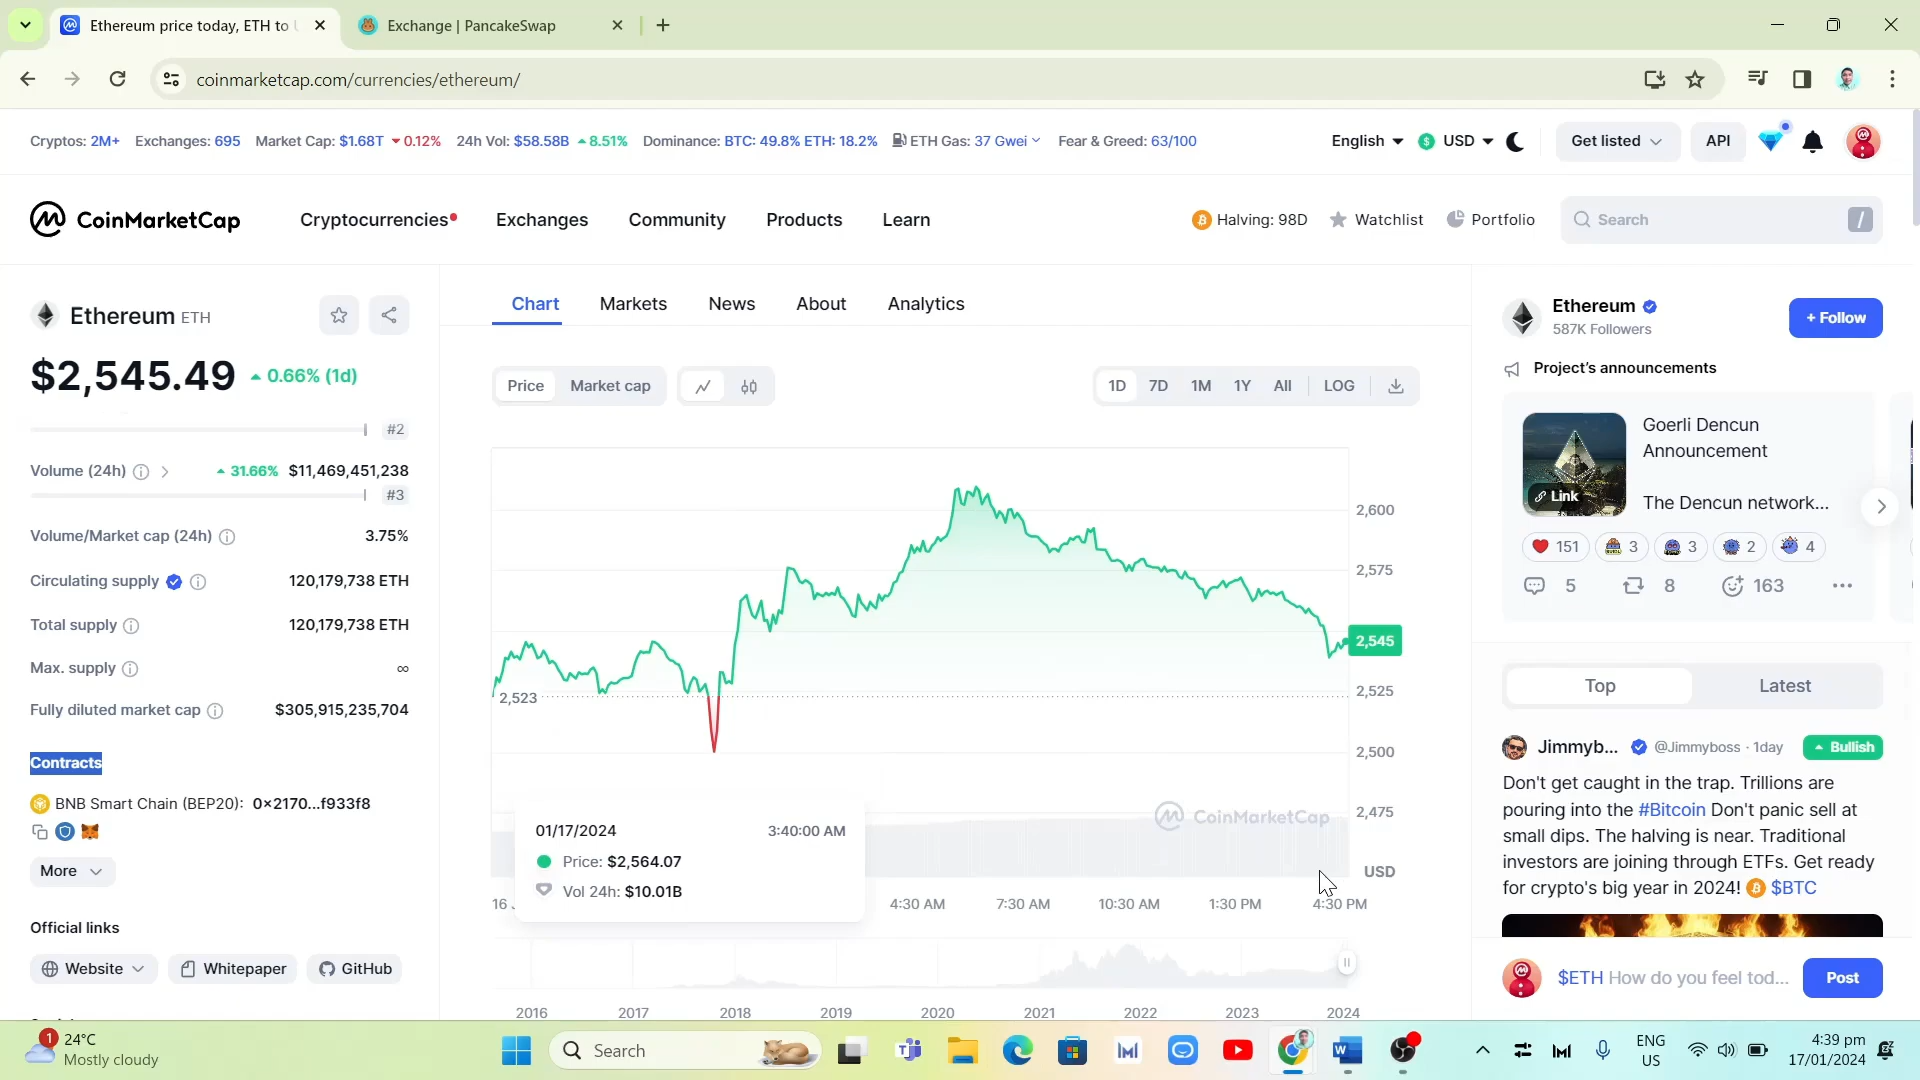 Ethereum price today, ETH to U
Exchange | PancakeSwap
coinmarketcap.com/currencies/ethereum/
Cryptos: 2M+ Exchanges: 695 Market Cap: $1.68T 0.12% 24h Vol: $58.58B 8.51% Dominance: BTC: 49.8% ETH: 18.2% ETH Gas: 37 Gwei Fear & Greed: 63/100
English USD Get listed API
CoinMarketCap
Cryptocurrencies Exchanges Community Products Learn
Halving: 98D Watchlist Portfolio Search /
Ethereum ETH
$2,545.49 0.66% (1d)
#2
Volume (24h) 31.66% $11,469,451,238
#3
Volume/Market cap (24h) 3.75%
Circulating supply 120,179,738 ETH
Total supply 120,179,738 ETH
Max. supply ∞
Fully diluted market cap $305,915,235,704
Contracts
BNB Smart Chain (BEP20): 0x2170...f933f8
More
Official links
Website Whitepaper GitHub
Chart Markets News About Analytics
Price Market cap
1D 7D 1M 1Y All LOG
2,600
2,575
2,545
2,525
2,523
2,500
2,475
CoinMarketCap
USD
01/17/2024 3:40:00 AM
Price: $2,564.07
Vol 24h: $10.01B
16 4:30 AM 7:30 AM 10:30 AM 1:30 PM 4:30 PM
2016 2017 2018 2019 2020 2021 2022 2023 2024
Ethereum
587K Followers
+ Follow
Project's announcements
Goerli Dencun
Announcement
The Dencun network...
Link
151 3 3 2 4
5 8 163
Top Latest
Jimmyb... @Jimmyboss · 1day Bullish
Don't get caught in the trap. Trillions are
pouring into the #Bitcoin Don't panic sell at
small dips. The halving is near. Traditional
investors are joining through ETFs. Get ready
for crypto's big year in 2024! $BTC
$ETH How do you feel tod... Post
1
24°C
Mostly cloudy
Search
ENG
US
4:39 pm
17/01/2024